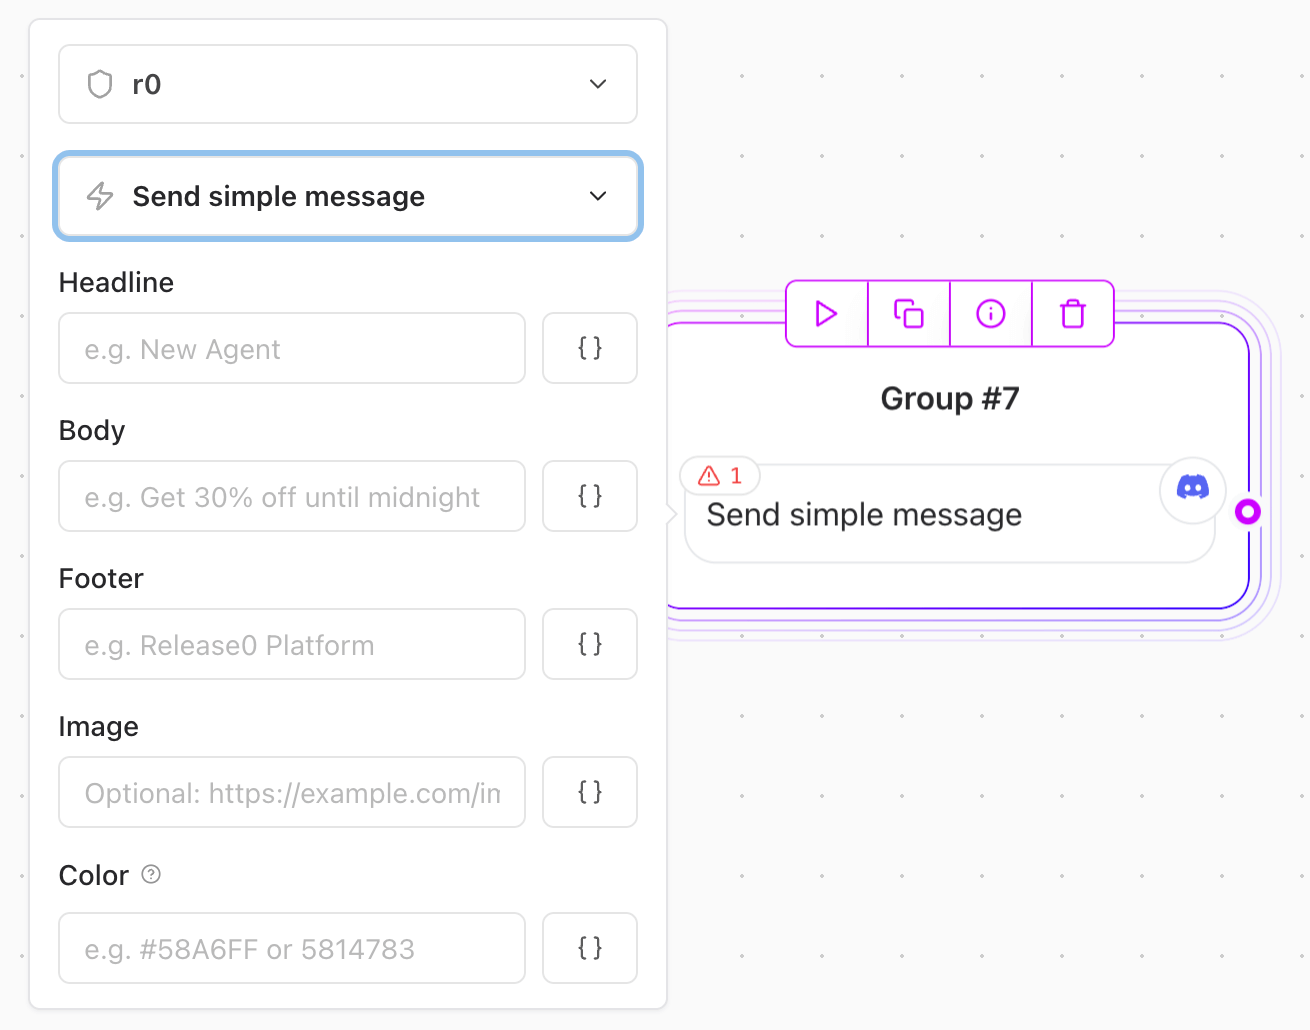 r0
Send simple message
Headline
e.g. New Agent
{}
Body
e.g. Get 30% off until midnight
{}
Footer
e.g. Release0 Platform
{}
Image
Optional: https://example.com/in
{}
Color
e.g. #58A6FF or 5814783
{}
Group #7
1
Send simple message